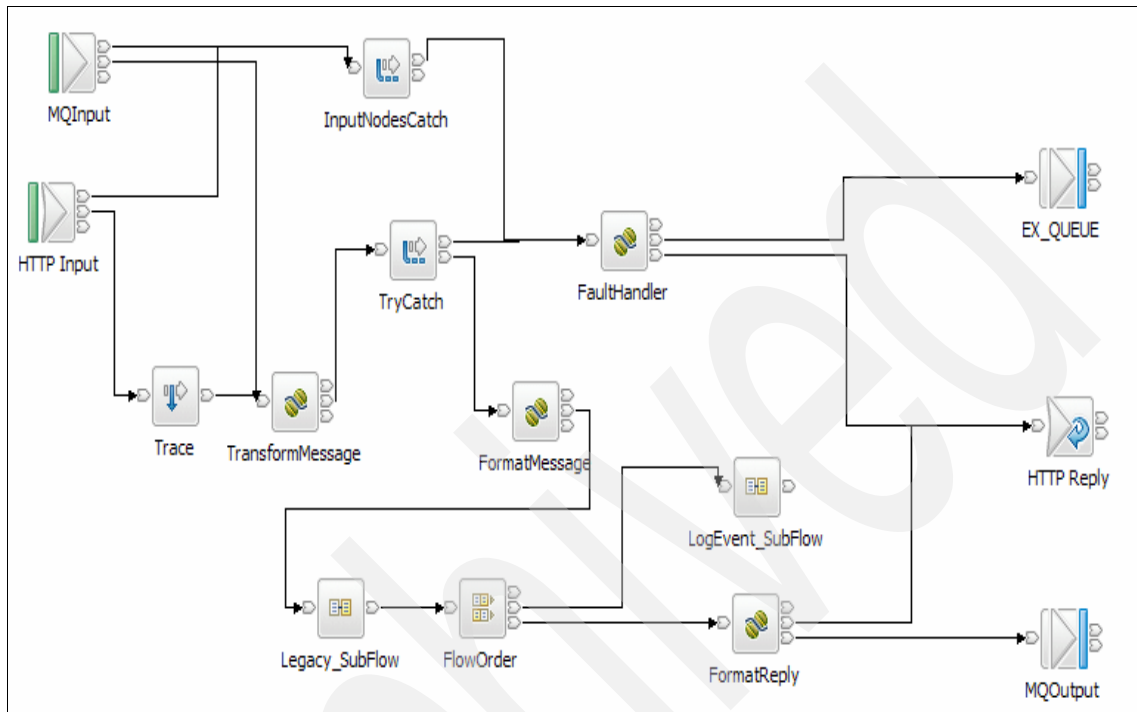 MQInput
InputNodesCatch
HTTP Input
EX_QUEUE
TryCatch
FaultHandler
Trace
TransformMessage
FormatMessage
HTTP Reply
LogEvent_SubFlow
Legacy_SubFlow
FlowOrder
FormatReply
MQOutput